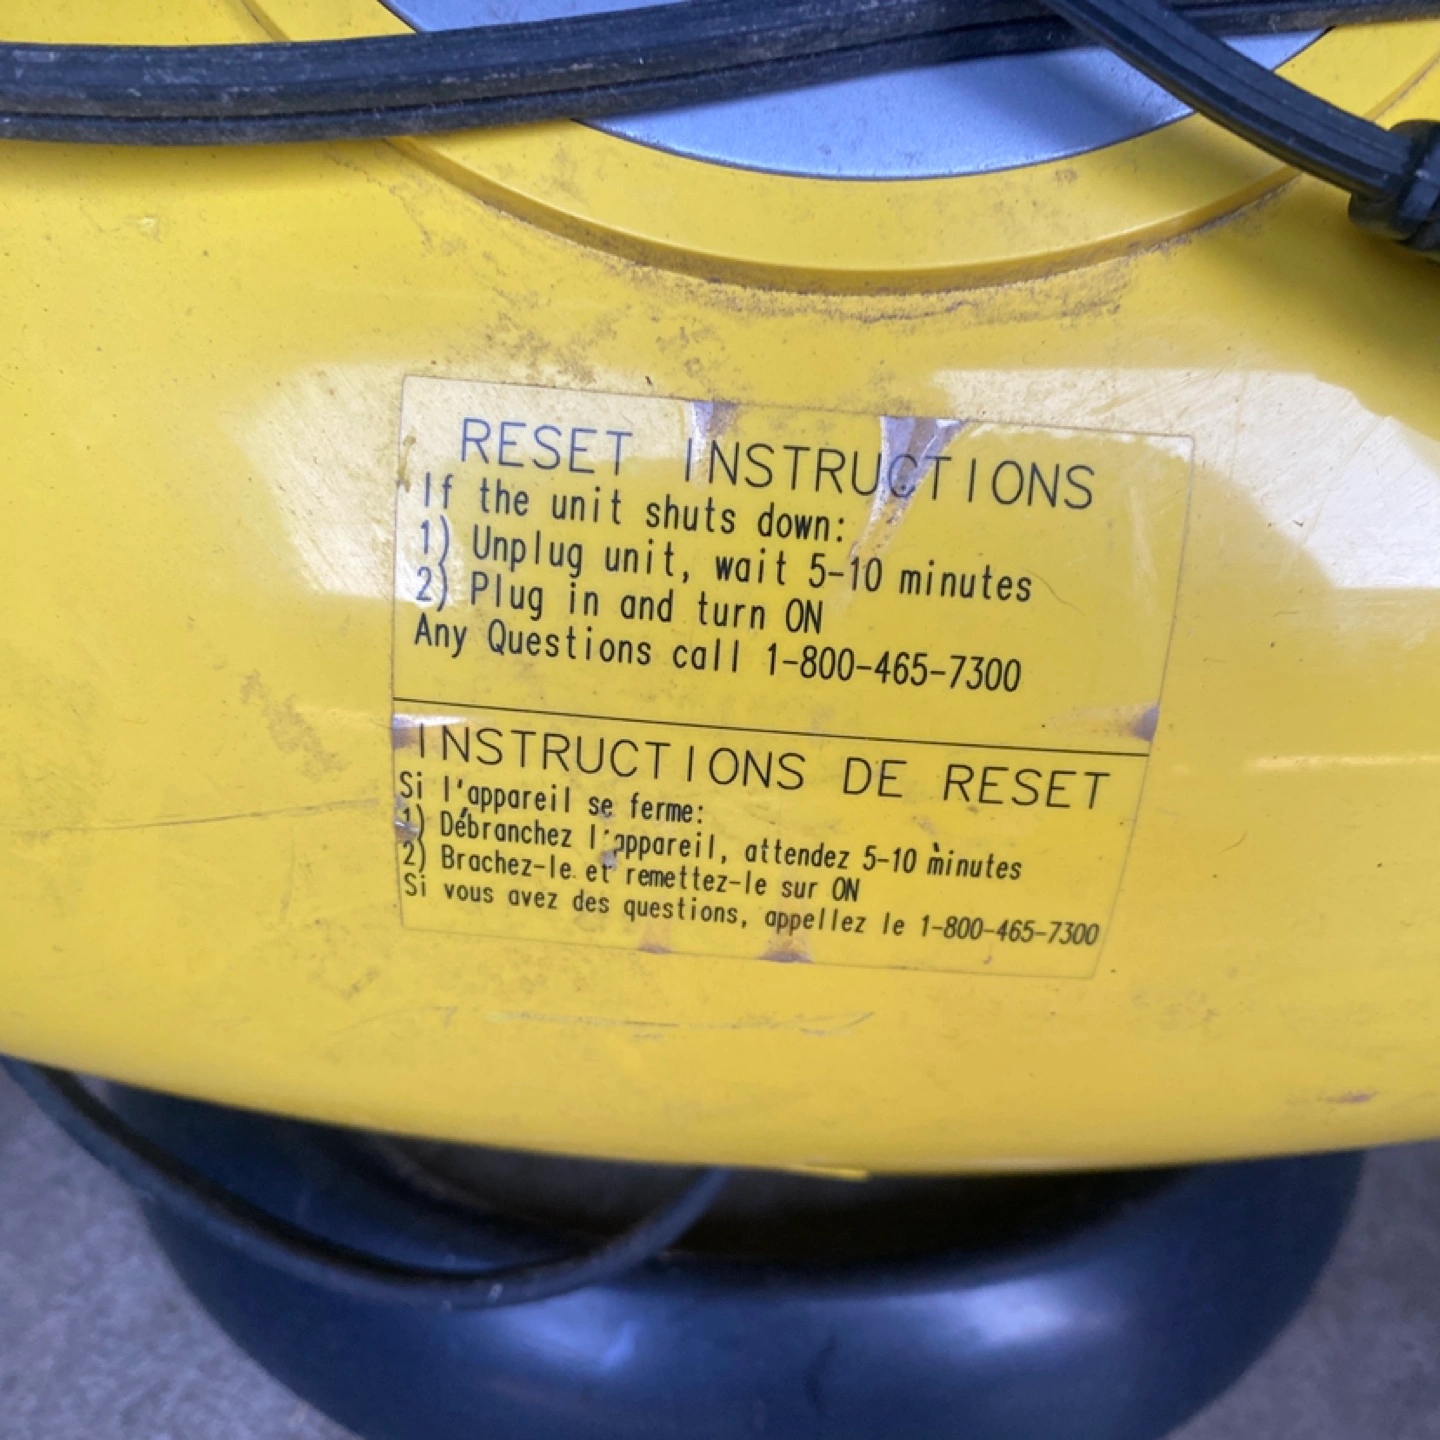 RESET INSTRUCTIONS
If the unit shuts down:
1) Unplug unit, wait 5-10 minutes
2) Plug in and turn ON
Any Questions call 1-800-465-7300
INSTRUCTIONS DE RESET
Si l'appareil se ferme:
1) Débranchez l'appareil, attendez 5-10 minutes
2) Brachez-le et remettez-le sur ON
Si vous avez des questions, appellez le 1-800-465-7300